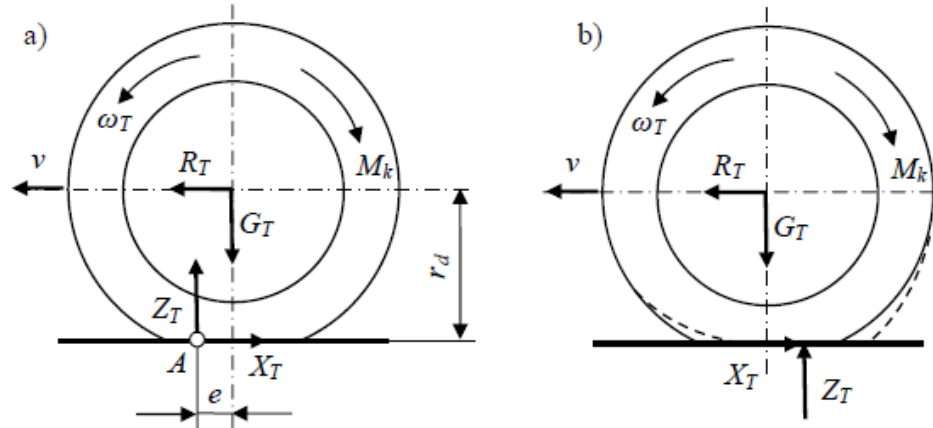 a)
ω_T
M_k
v
R_T
G_T
r_d
Z_T
A
X_T
e
b)
ω_T
M_k
v
R_T
G_T
X_T
Z_T